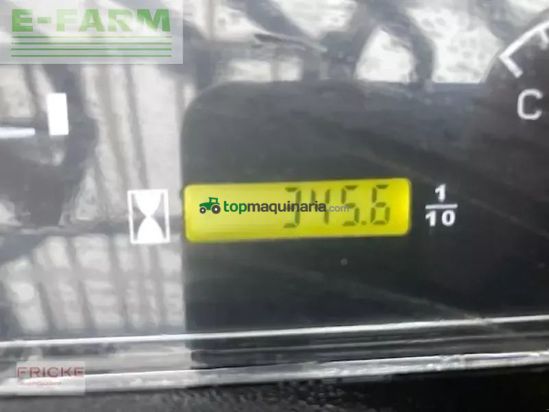 E-FARM
C
topmaquinaria.com
345.6
1/10
FRICKE